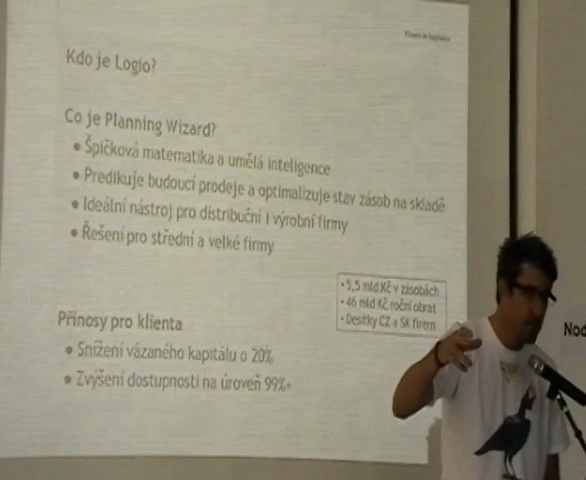 Kdo je Logio?
Co je Planning Wizard?
• Špičková matematika a umělá inteligence
• Predikuje budoucí prodeje a optimalizuje stav zásob na skladě
• Ideální nástroj pro distribuční i výrobní firmy
• Řešení pro střední a velké firmy
• 5,5 mld Kč v zásobách
• 46 mld Kč roční obrat
• Desítky CZ a SK firem
Přínosy pro klienta
• Snížení vázaného kapitálu o 20%
• Zvýšení dostupnosti na úroveň 99%+
Nod